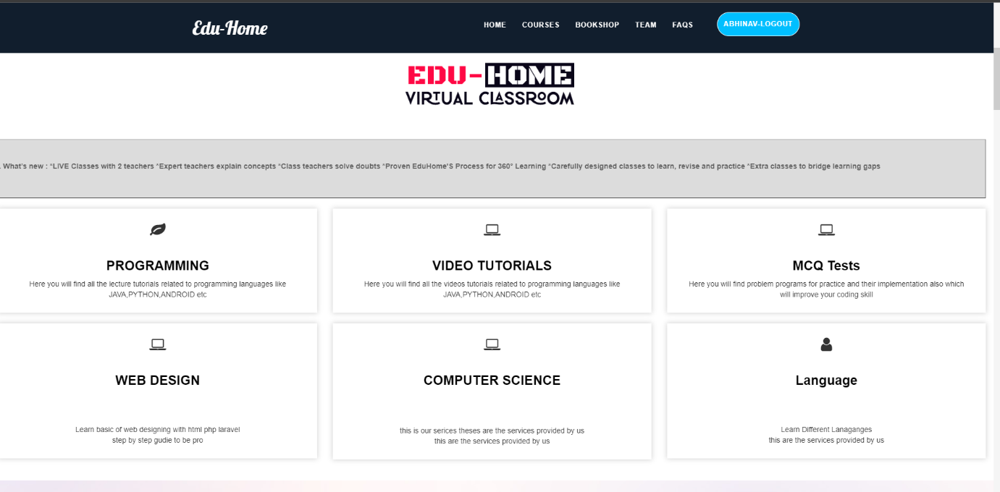 Edu-Home
HOME COURSES BOOKSHOP TEAM FAQS ABHINAV-LOGOUT
EDU-HOME
VIRTUAL CLASSROOM
. What's new : *LIVE Classes with 2 teachers *Expert teachers explain concepts *Class teachers solve doubts *Proven EduHome'S Process for 360° Learning *Carefully designed classes to learn, revise and practice *Extra classes to bridge learning gaps
PROGRAMMING
Here you will find all the lecture tutorials related to programming languages like
JAVA,PYTHON,ANDROID etc
VIDEO TUTORIALS
Here you will find all the videos tutorials related to programming languages like
JAVA,PYTHON,ANDROID etc
MCQ Tests
Here you will find problem programs for practice and their implementation also which
will improve your coding skill
WEB DESIGN
Learn basic of web designing with html php laravel
step by step gudie to be pro
COMPUTER SCIENCE
this is our serices theses are the services provided by us
this are the services provided by us
Language
Learn Different Lanaganges
this are the services provided by us